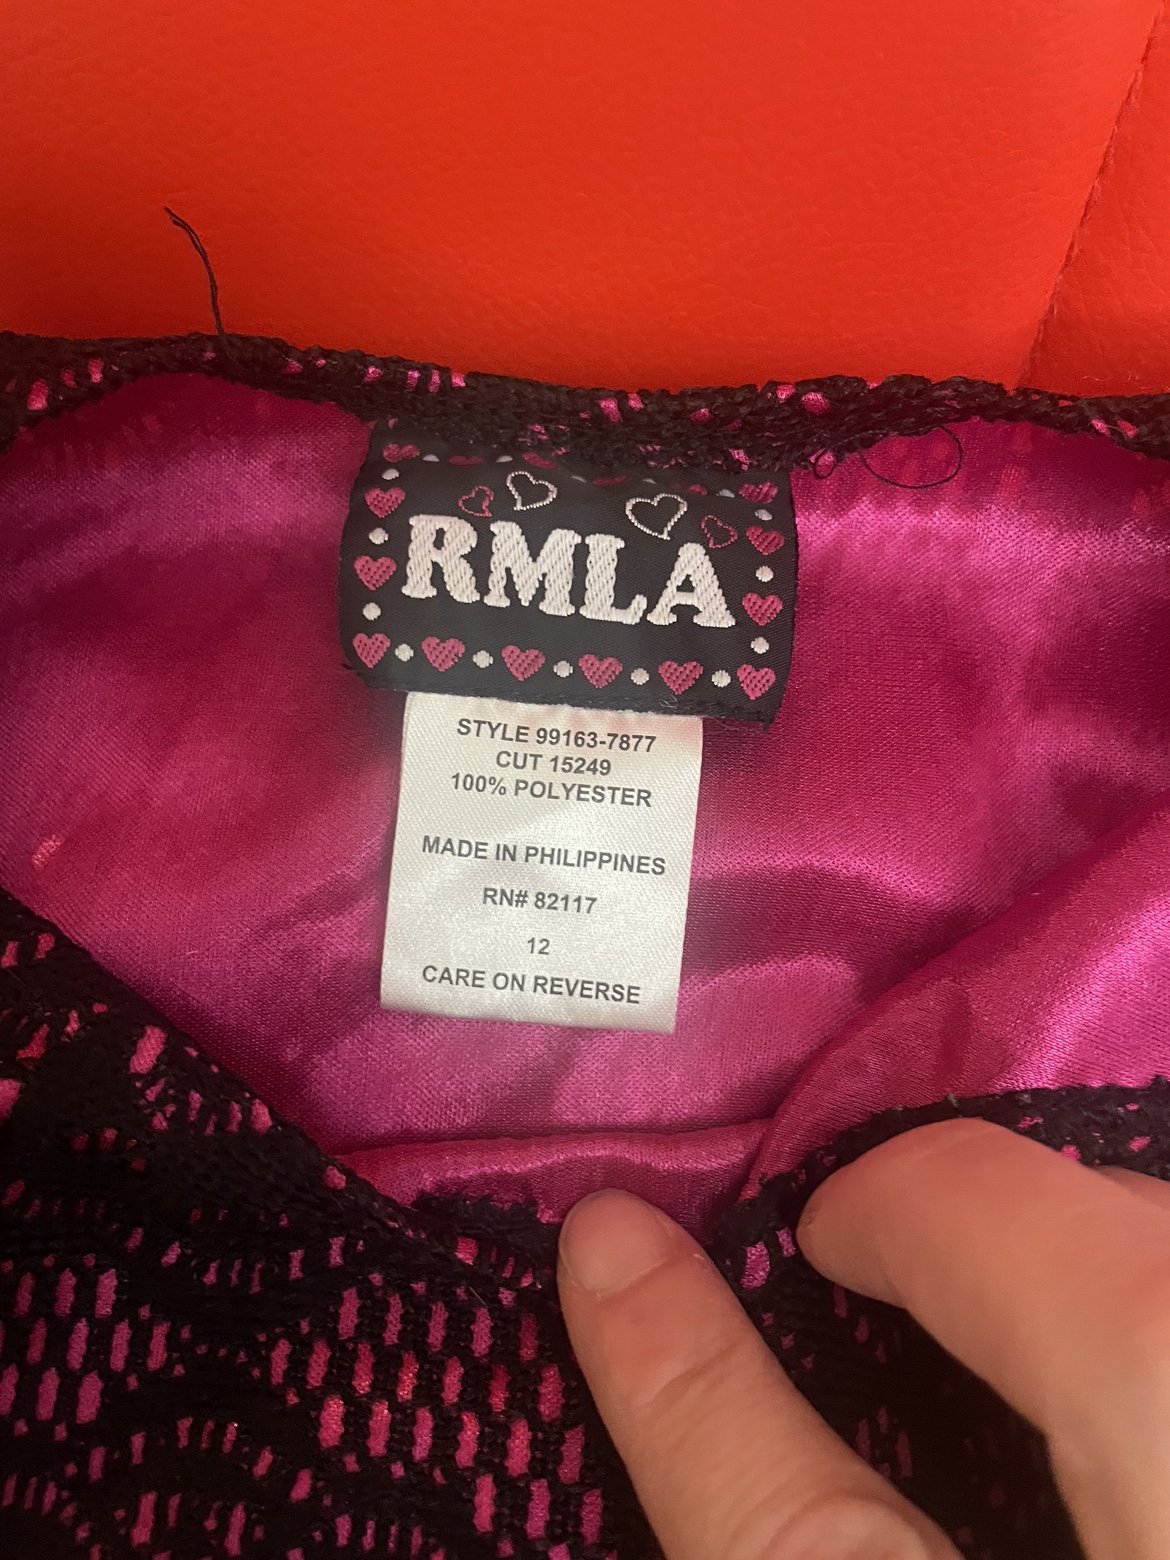 RMLA
STYLE 99163-7877
CUT 15249
100% POLYESTER
MADE IN PHILIPPINES
RN# 82117
12
CARE ON REVERSE